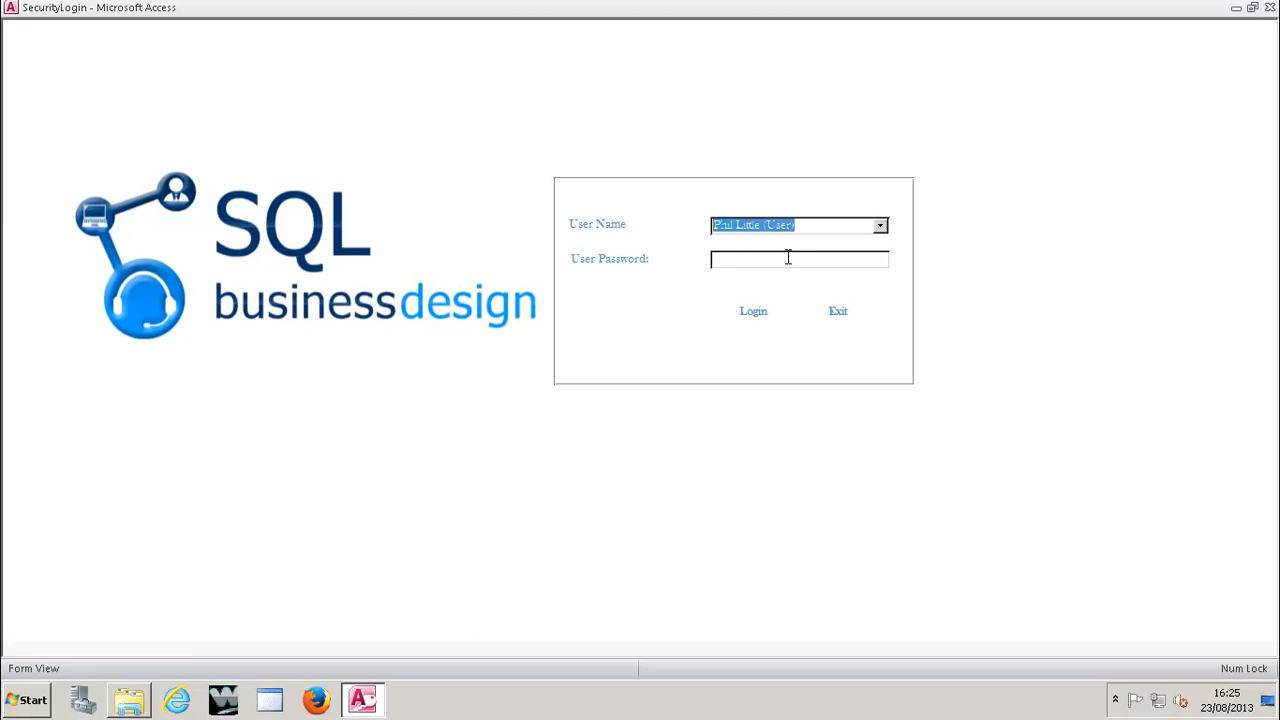 SecurityLogin - Microsoft Access
SQL
businessdesign
User Name
Phil Little (User)
User Password:
Login
Exit
Form View
Num Lock
Start
16:25
23/08/2013